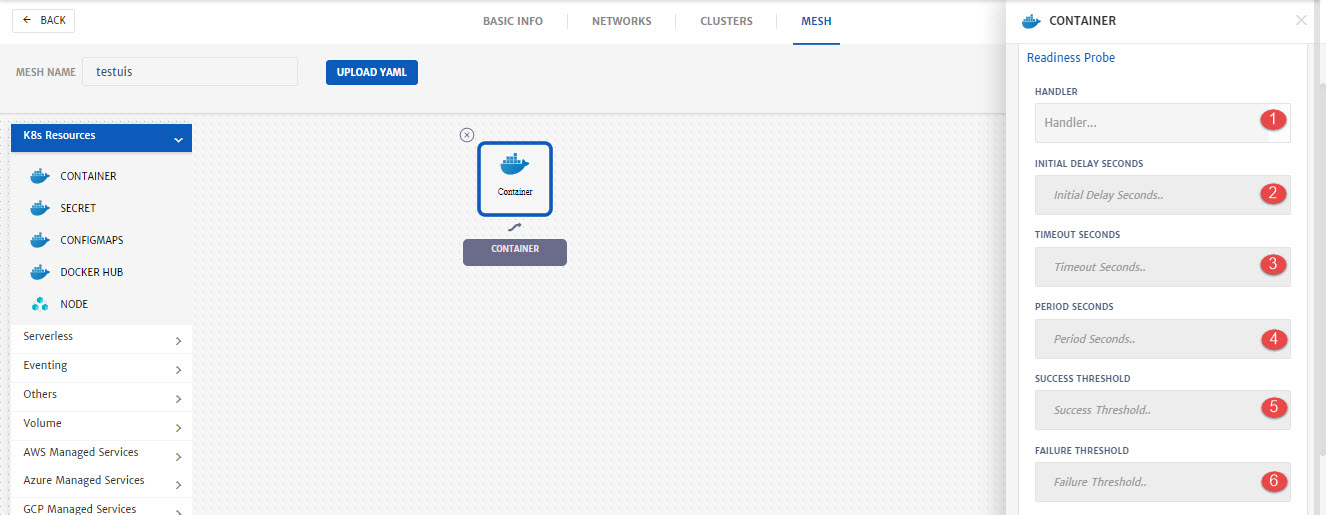 BACK
BASIC INFO
NETWORKS
CLUSTERS
MESH
MESH NAME
testuis
UPLOAD YAML
K8s Resources
CONTAINER
SECRET
CONFIGMAPS
DOCKER HUB
NODE
Serverless
Eventing
Others
Volume
AWS Managed Services
Azure Managed Services
GCP Managed Services
Container
CONTAINER
CONTAINER
Readiness Probe
HANDLER
Handler... 1
INITIAL DELAY SECONDS
Initial Delay Seconds.. 2
TIMEOUT SECONDS
Timeout Seconds.. 3
PERIOD SECONDS
Period Seconds.. 4
SUCCESS THRESHOLD
Success Threshold.. 5
FAILURE THRESHOLD
Failure Threshold.. 6